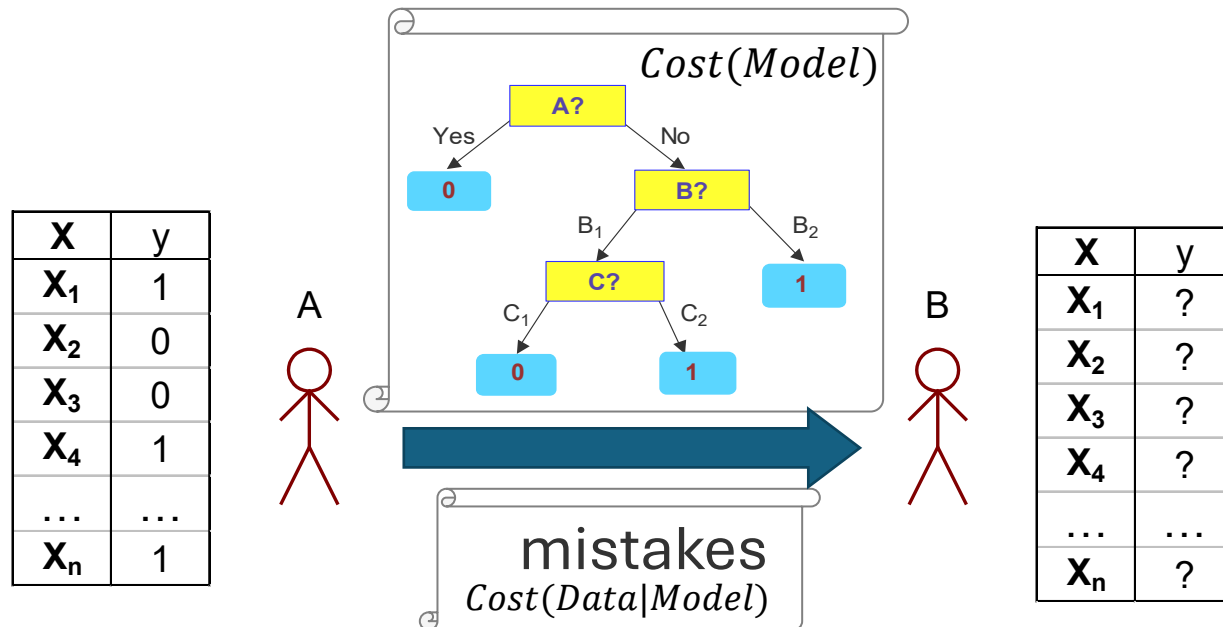 Cost(Model)
A?
Yes No
0
B?
B₁ B₂
C?
1
C₁ C₂
0 1
X y
X₁ 1
X₂ 0
X₃ 0
X₄ 1
... ...
Xₙ 1
A
B
X y
X₁ ?
X₂ ?
X₃ ?
X₄ ?
... ...
Xₙ ?
mistakes
Cost(Data|Model)